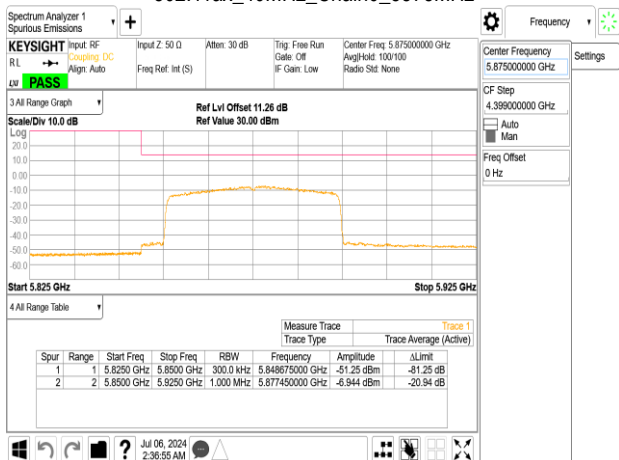 Spectrum Analyzer 1
Spurious Emissions
Frequency
KEYSIGHT Input: RF Input Z: 50 Ω Atten: 30 dB Trig: Free Run Center Freq: 5.875000000 GHz
RL Coupling: DC Gate: Off Avg|Hold: 100/100
Align: Auto Freq Ref: Int (S) IF Gain: Low Radio Std: None
LXI PASS
Center Frequency
5.875000000 GHz
Settings
CF Step
4.399000000 GHz
Auto
Man
Freq Offset
0 Hz
3 All Range Graph
Ref Lvl Offset 11.26 dB
Scale/Div 10.0 dB Ref Value 30.00 dBm
Log
20.0
10.0
0.00
-10.0
-20.0
-30.0
-40.0
-50.0
-60.0
Start 5.825 GHz Stop 5.925 GHz
4 All Range Table
Measure Trace Trace 1
Trace Type Trace Average (Active)
Spur Range Start Freq Stop Freq RBW Frequency Amplitude ΔLimit
1 1 5.8250 GHz 5.8500 GHz 300.0 kHz 5.848675000 GHz -51.25 dBm -81.25 dB
2 2 5.8500 GHz 5.9250 GHz 1.000 MHz 5.877450000 GHz -6.944 dBm -20.94 dB
? Jul 06, 2024
2:36:55 AM